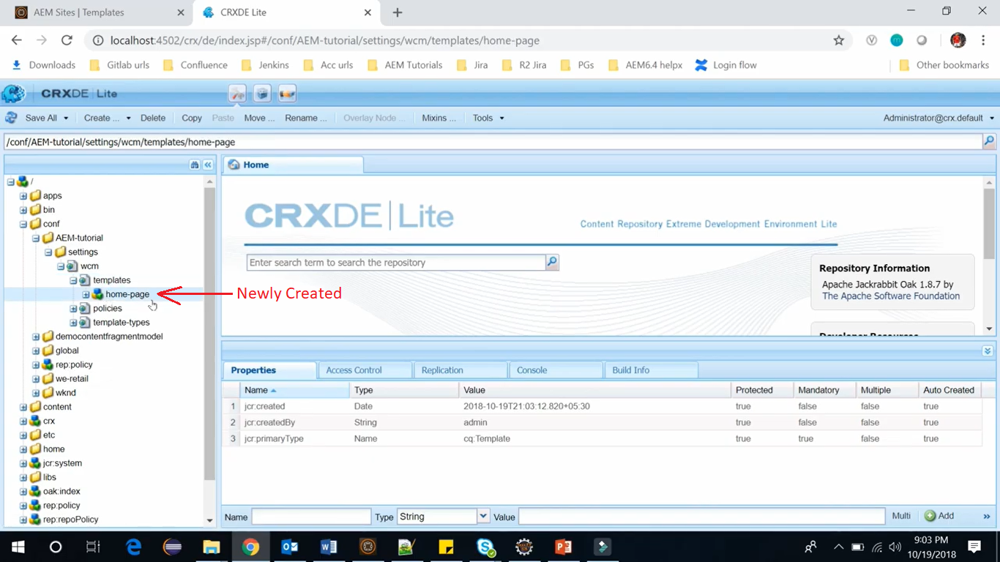 AEM Sites | Templates
CRXDE Lite
localhost:4502/crx/de/index.jsp#/conf/AEM-tutorial/settings/wcm/templates/home-page
Downloads Gitlab urls Confluence Jenkins Acc urls AEM Tutorials Jira R2 Jira PGs AEM6.4 helpx Login flow Other bookmarks
CRXDE | Lite
Save All Create ... Delete Copy Paste Move ... Rename ... Overlay Node ... Mixins ... Tools Administrator@crx.default
/conf/AEM-tutorial/settings/wcm/templates/home-page
/
apps
bin
conf
AEM-tutorial
settings
wcm
templates
home-page
policies
template-types
democontentfragmentmodel
global
rep:policy
we-retail
wknd
content
crx
etc
home
jcr:system
libs
oak:index
rep:policy
rep:repoPolicy
Newly Created
Home
CRXDE | Lite
Content Repository Extreme Development Environment Lite
Enter search term to search the repository
Repository Information
Apache Jackrabbit Oak 1.8.7 by
The Apache Software Foundation
Developer Resources
Properties Access Control Replication Console Build Info
Name Type Value Protected Mandatory Multiple Auto Created
1 jcr:created Date 2018-10-19T21:03:12.820+05:30 true false false true
2 jcr:createdBy String admin true false false true
3 jcr:primaryType Name cq:Template true true false true
Name Type String Value Multi Add
9:03 PM
10/19/2018